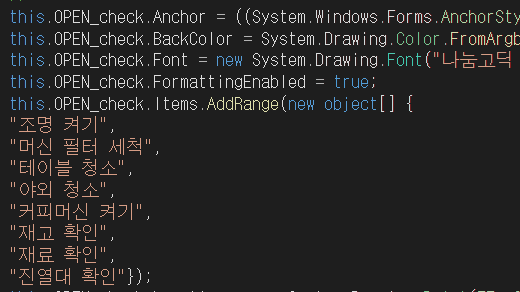 this.OPEN_check.Anchor = ((System.Windows.Forms.AnchorSty
this.OPEN_check.BackColor = System.Drawing.Color.FromArgb
this.OPEN_check.Font = new System.Drawing.Font("나눔고딕
this.OPEN_check.FormattingEnabled = true;
this.OPEN_check.Items.AddRange(new object[] {
"조명 켜기",
"머신 필터 세척",
"테이블 청소",
"야외 청소",
"커피머신 켜기",
"재고 확인",
"재료 확인",
"진열대 확인"});